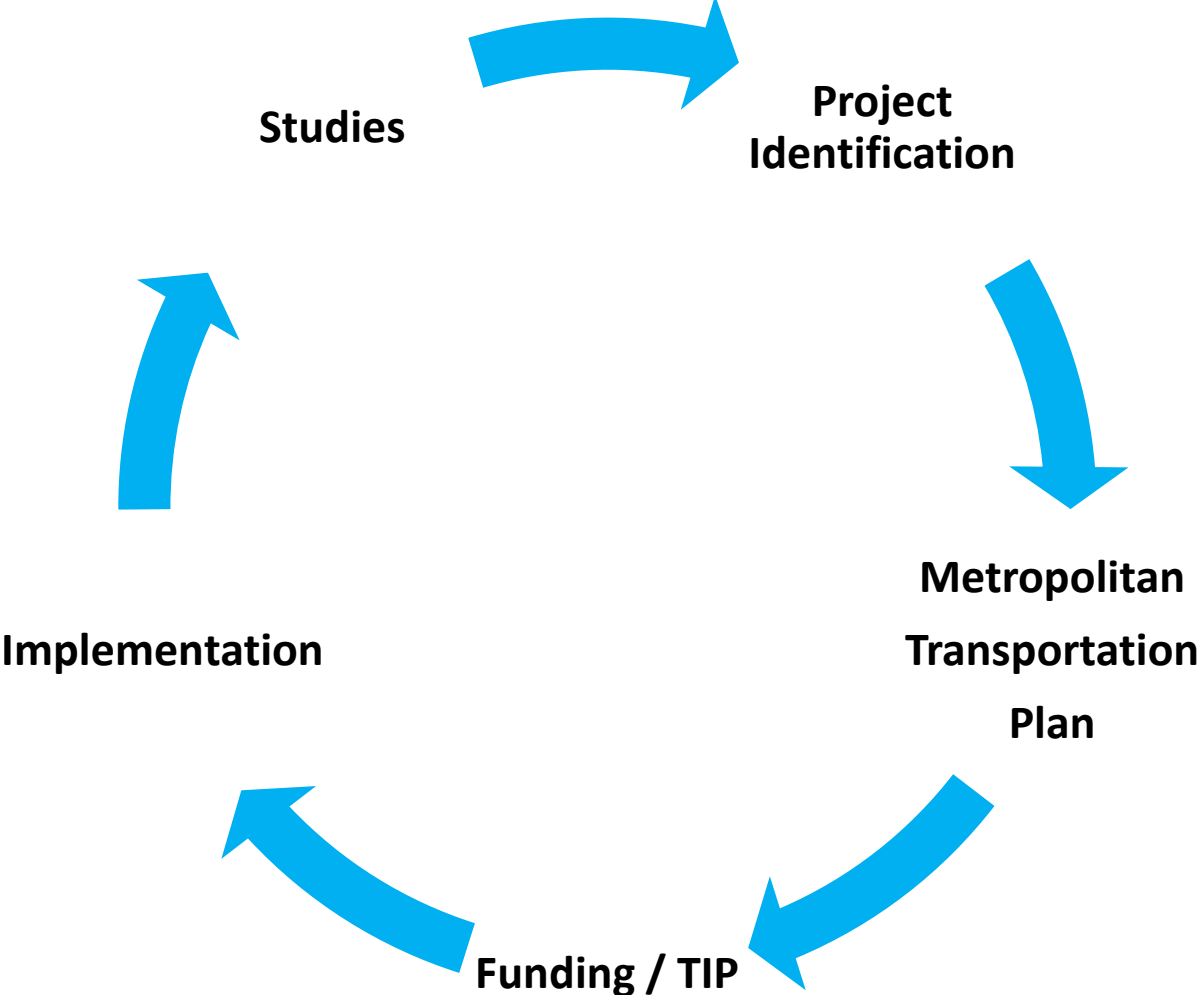 Studies
Project
Identification
Metropolitan
Transportation
Plan
Implementation
Funding / TIP